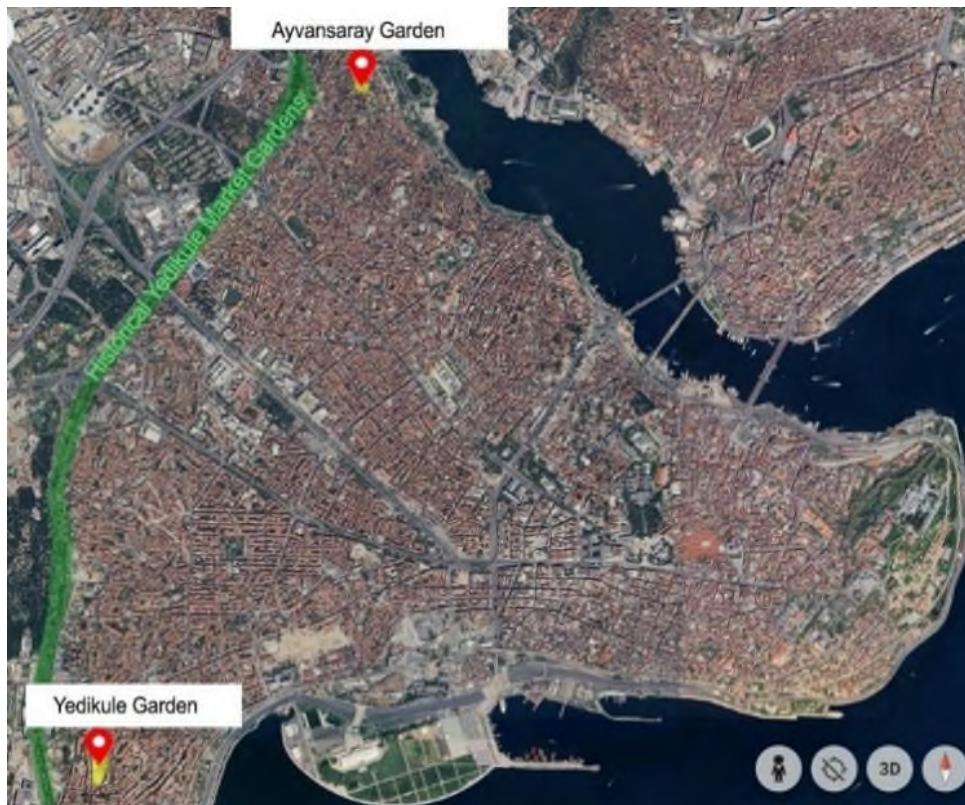 Ayvansaray Garden
Historical Yedikule Market Gardens
Yedikule Garden
3D